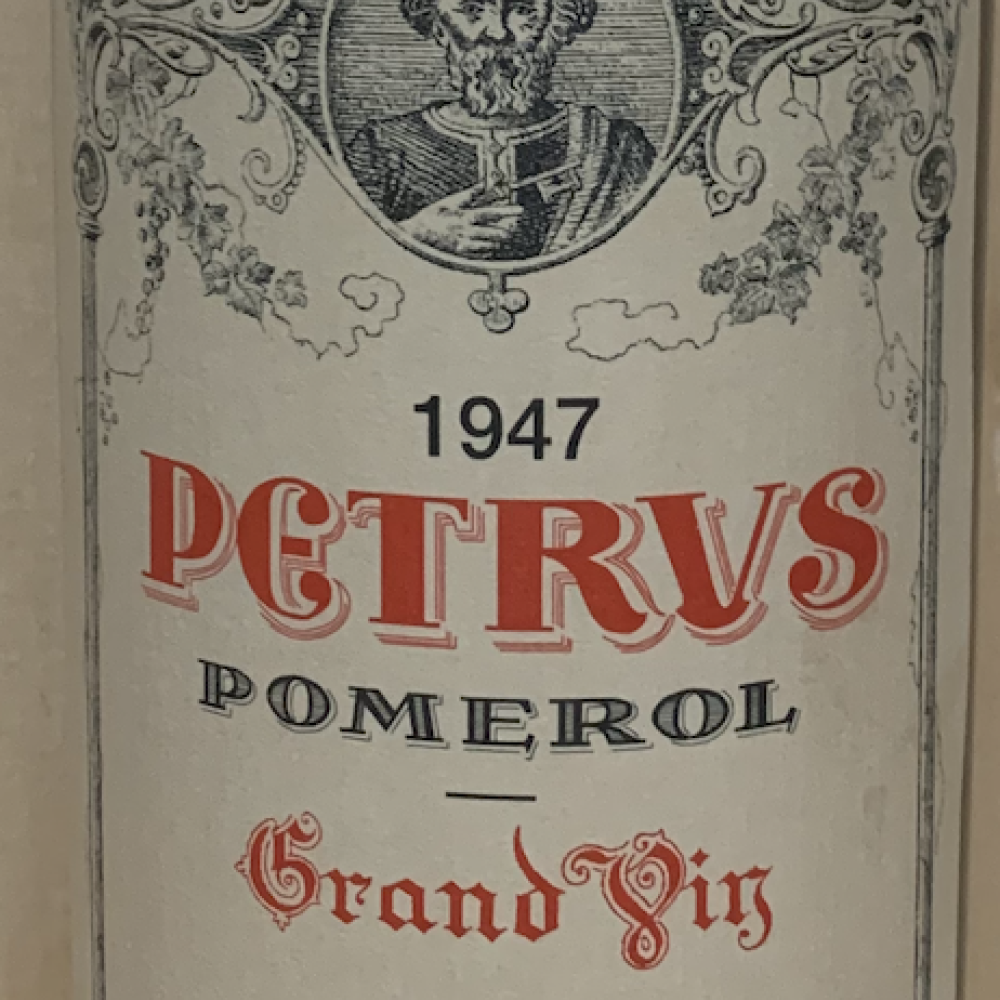 1947
PETRVS
POMEROL
Grand Vin